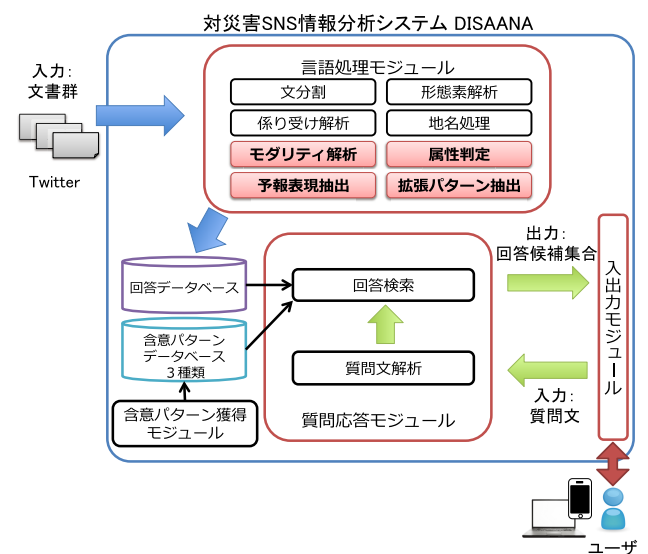 対災害SNS情報分析システム DISAANA
入力：
文書群
Twitter
言語処理モジュール
文分割
形態素解析
係り受け解析
地名処理
モダリティ解析
属性判定
予報表現抽出
拡張パターン抽出
回答データベース
含意パターン
データベース
３種類
含意パターン獲得
モジュール
回答検索
質問文解析
質問応答モジュール
出力：
回答候補集合
入力：
質問文
入出力モジュール
ユーザ